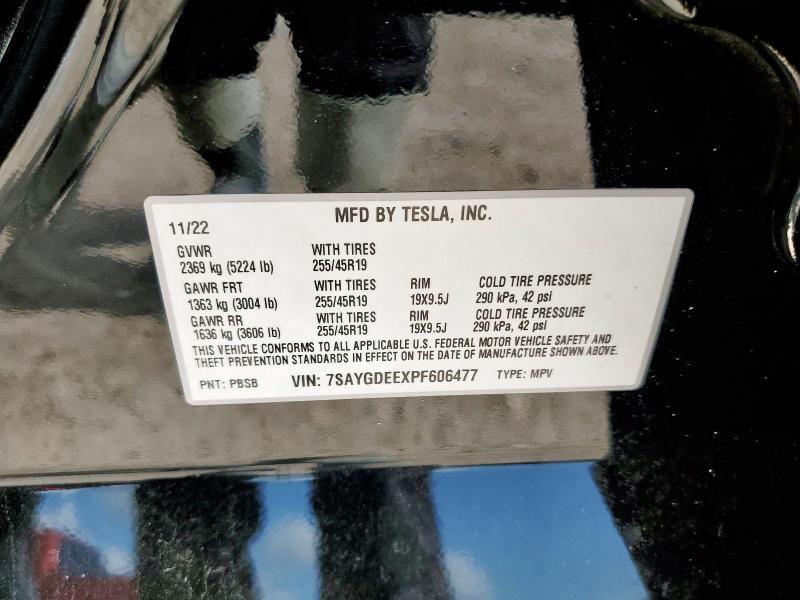 MFD BY TESLA, INC.
11/22
GVWR WITH TIRES
2369 kg (5224 lb) 255/45R19
GAWR FRT WITH TIRES RIM COLD TIRE PRESSURE
1363 kg (3004 lb) 255/45R19 19X9.5J 290 kPa, 42 psi
GAWR RR WITH TIRES RIM COLD TIRE PRESSURE
1636 kg (3606 lb) 255/45R19 19X9.5J 290 kPa, 42 psi
THIS VEHICLE CONFORMS TO ALL APPLICABLE U.S. FEDERAL MOTOR VEHICLE SAFETY AND
THEFT PREVENTION STANDARDS IN EFFECT ON THE DATE OF MANUFACTURE SHOWN ABOVE.
PNT: PBSB VIN: 7SAYGDEEXPF606477 TYPE: MPV